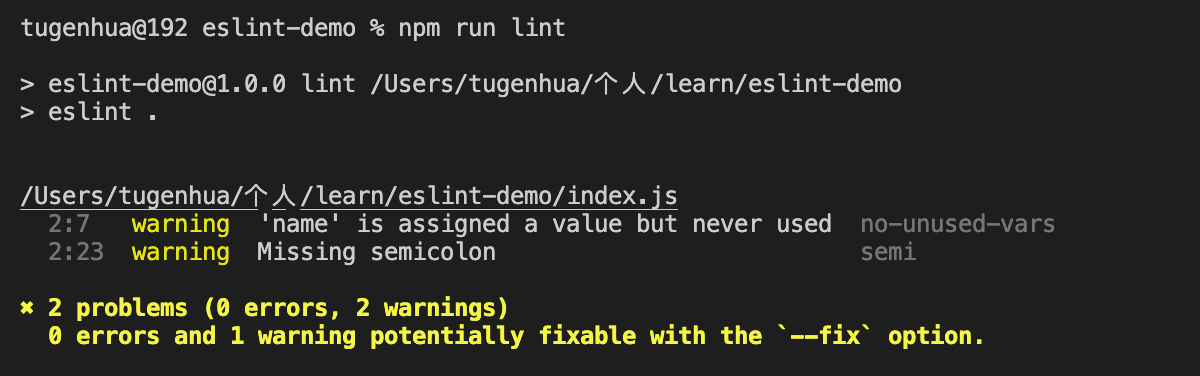 tugenhua@192 eslint-demo % npm run lint
> eslint-demo@1.0.0 lint /Users/tugenhua/个人/learn/eslint-demo
> eslint .
/Users/tugenhua/个人/learn/eslint-demo/index.js
2:7 warning 'name' is assigned a value but never used no-unused-vars
2:23 warning Missing semicolon semi
✖ 2 problems (0 errors, 2 warnings)
0 errors and 1 warning potentially fixable with the `--fix` option.